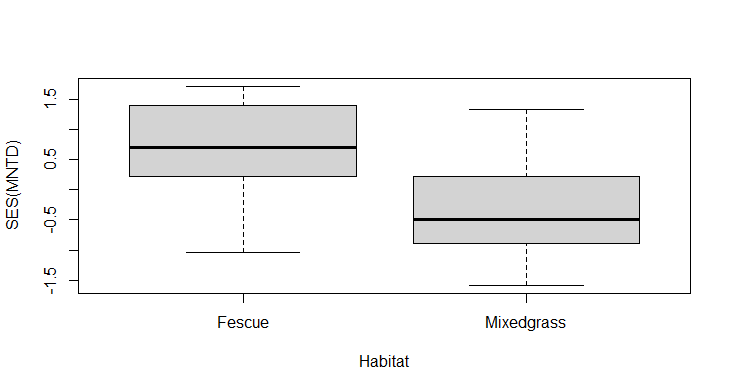 SES(MNTD)
1.5
0.5
-0.5
-1.5
Fescue Mixedgrass
Habitat